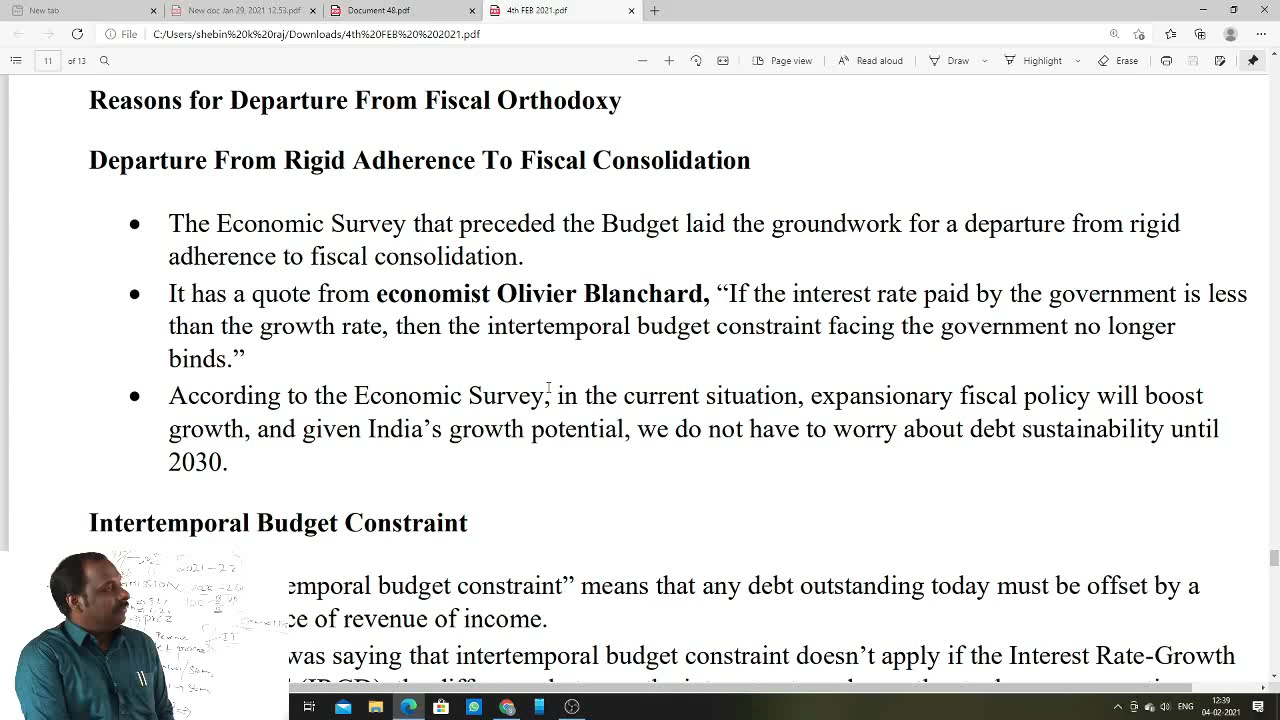 New tab
New doc Jan 29, 2021 12.53.pdf
Document 48.pdf
4th FEB 2021.pdf
File
C:/Users/shebin%20k%20raj/Downloads/4th%20FEB%20%202021.pdf
11 of 13
Page view
Read aloud
Draw
Highlight
Erase
Reasons for Departure From Fiscal Orthodoxy
Departure From Rigid Adherence To Fiscal Consolidation
• The Economic Survey that preceded the Budget laid the groundwork for a departure from rigid
adherence to fiscal consolidation.
• It has a quote from economist Olivier Blanchard, “If the interest rate paid by the government is less
than the growth rate, then the intertemporal budget constraint facing the government no longer
binds.”
• According to the Economic Survey, in the current situation, expansionary fiscal policy will boost
growth, and given India’s growth potential, we do not have to worry about debt sustainability until
2030.
Intertemporal Budget Constraint
emporal budget constraint” means that any debt outstanding today must be offset by a
ce of revenue of income.
was saying that intertemporal budget constraint doesn’t apply if the Interest Rate-Growth
2021-22
ENG
12:39
04-02-2021